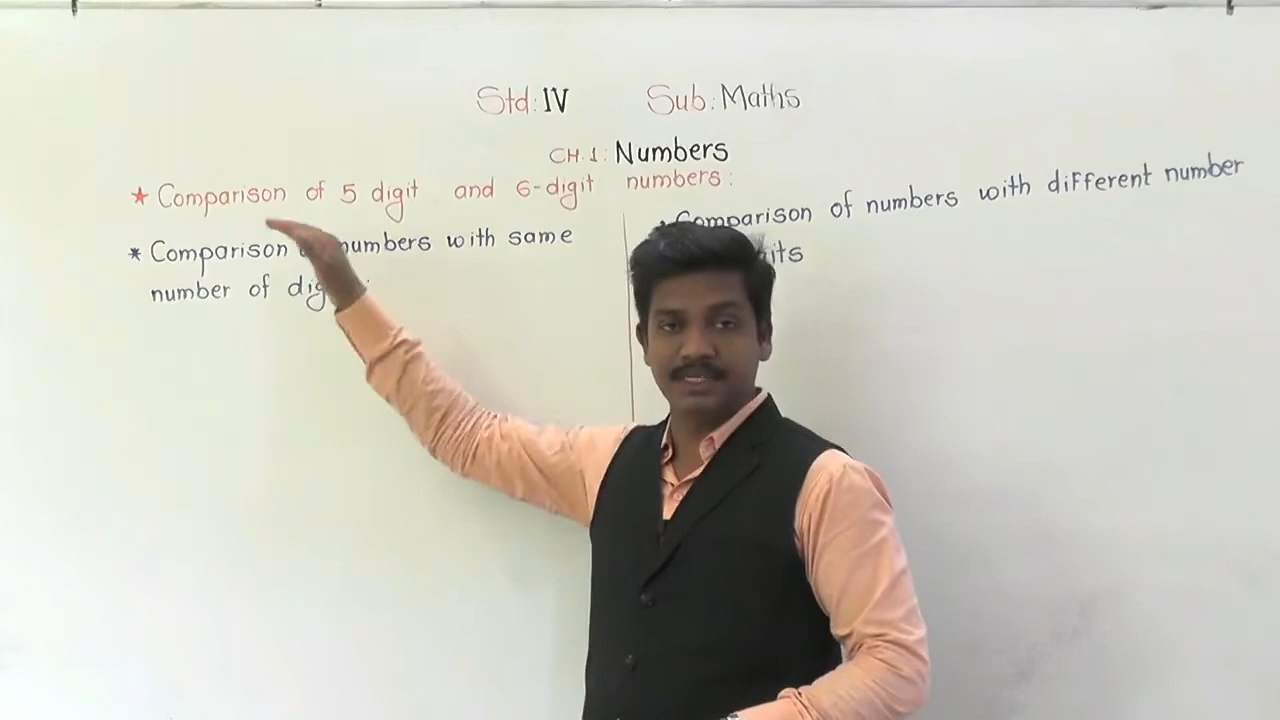 Std: IV Sub: Maths
CH. 1: Numbers
★ Comparison of 5 digit and 6-digit numbers:
* Comparison numbers with same
number of
Comparison of numbers with different number